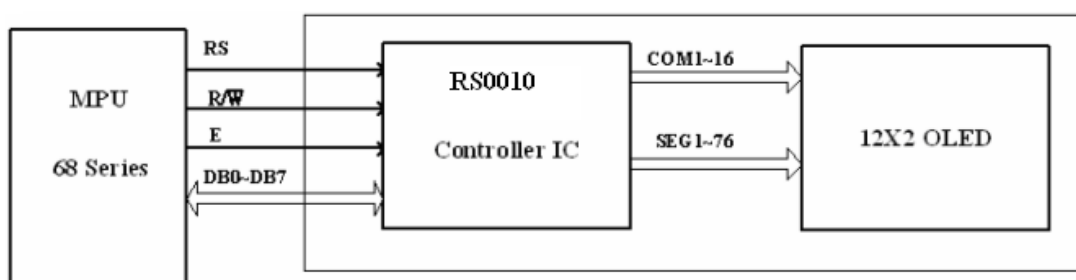 MPU
68 Series
RS
R/W̅
E
DB0~DB7
RS0010
Controller IC
COM1~16
SEG1~76
12X2 OLED